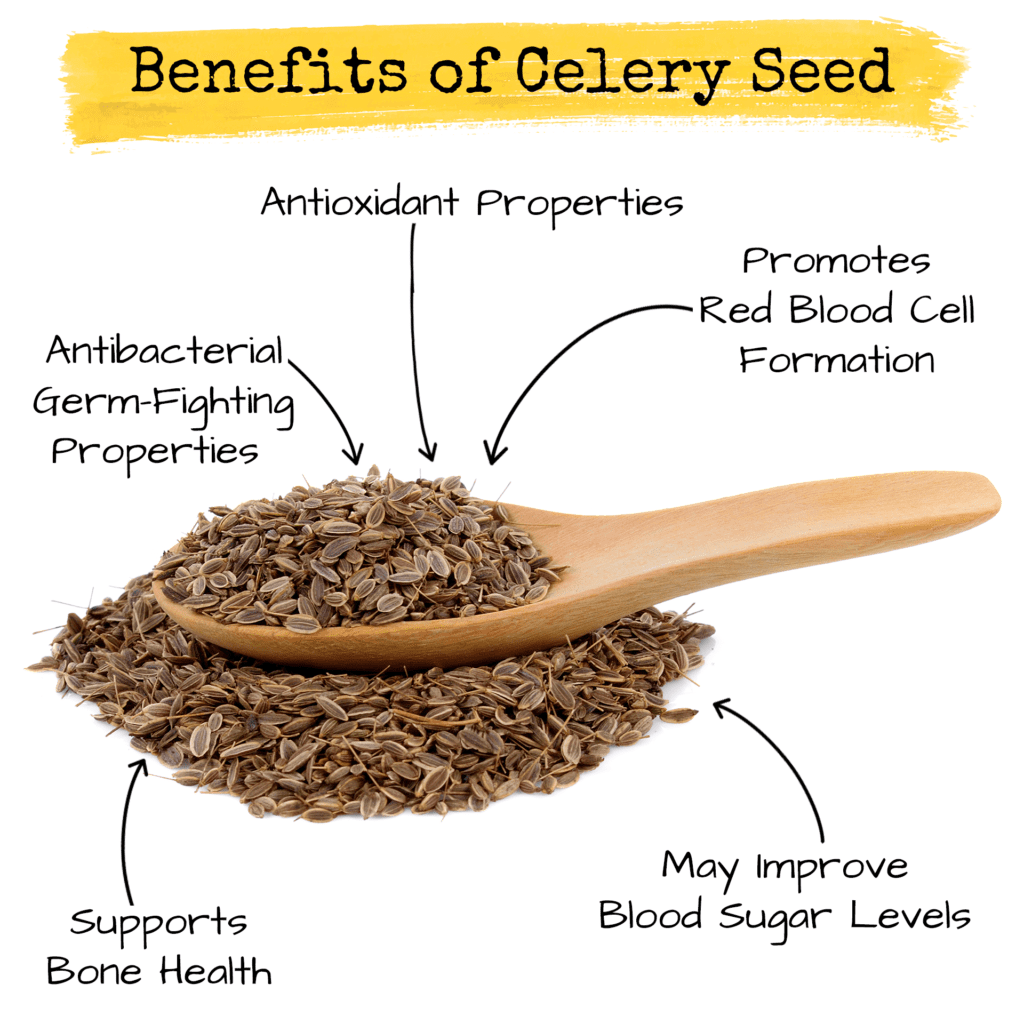 Benefits of Celery Seed
Antioxidant Properties
Promotes
Red Blood Cell
Formation
Antibacterial
Germ-Fighting
Properties
May Improve
Blood Sugar Levels
Supports
Bone Health